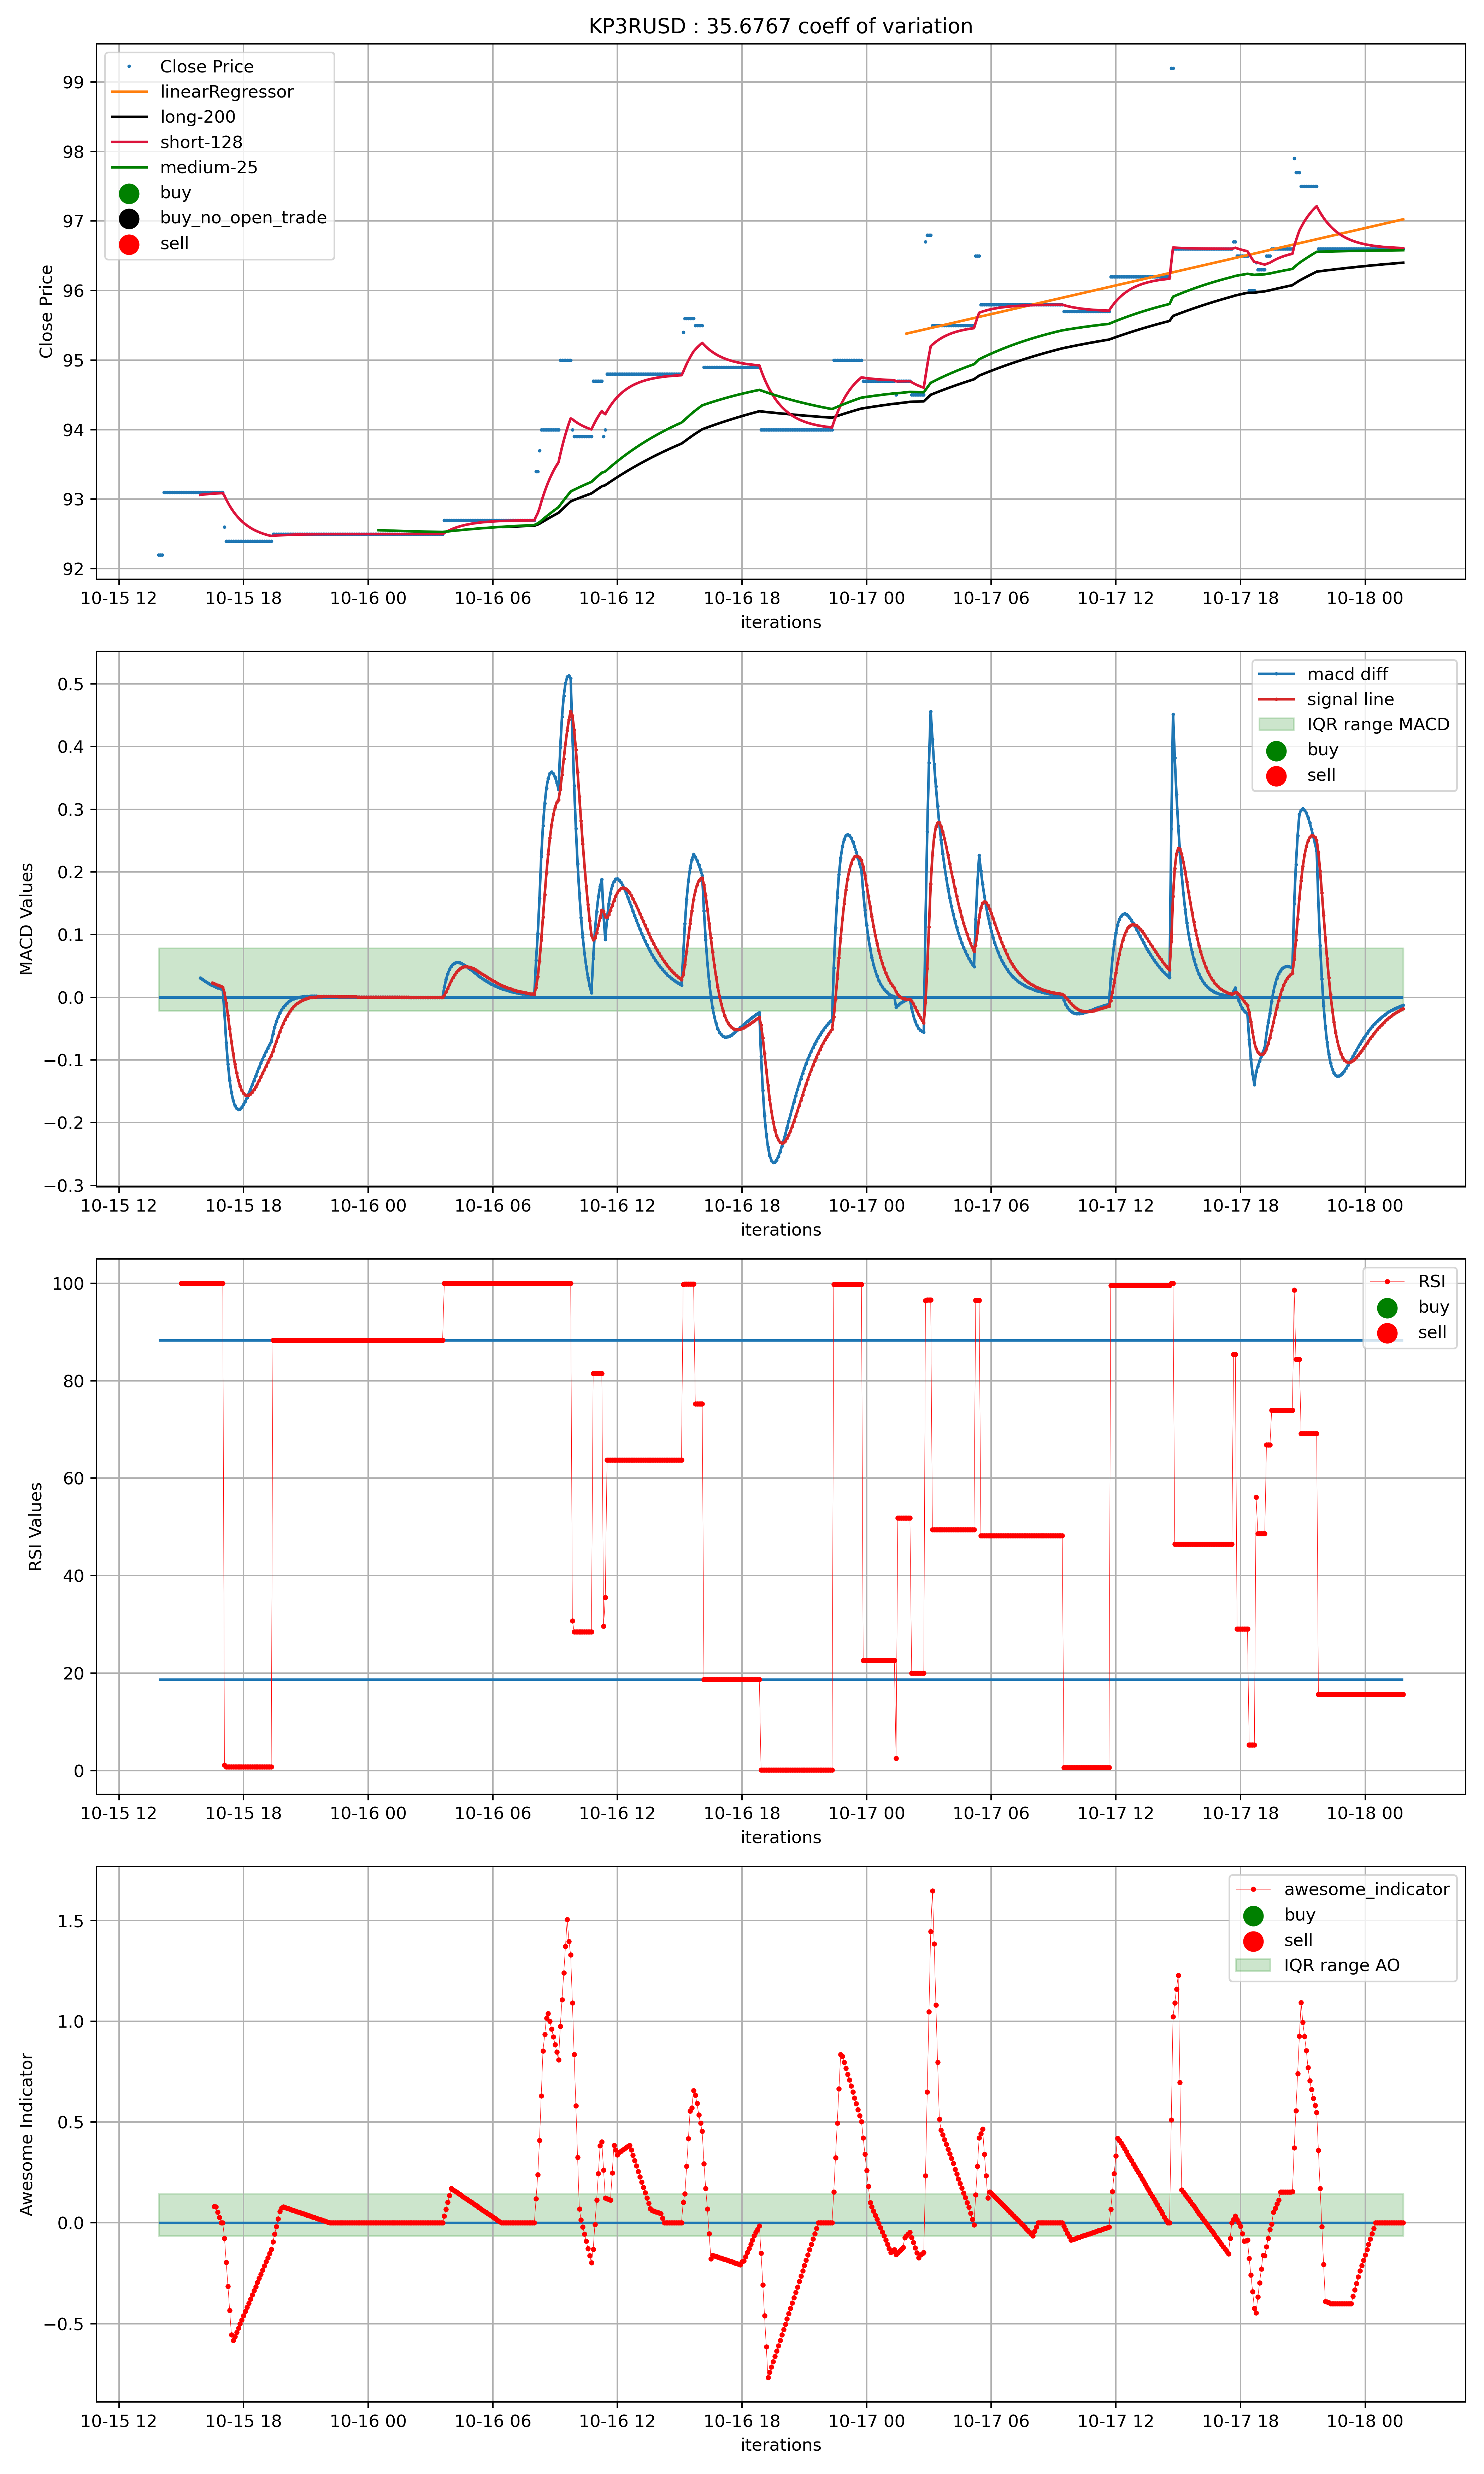 KP3RUSD : 35.6767 coeff of variation
Close Price
linearRegressor
long-200
short-128
medium-25
buy
buy_no_open_trade
sell
99
98
97
96
95
94
93
92
Close Price
10-15 12 10-15 18 10-16 00 10-16 06 10-16 12 10-16 18 10-17 00 10-17 06 10-17 12 10-17 18 10-18 00
iterations
macd diff
signal line
IQR range MACD
buy
sell
0.5
0.4
0.3
0.2
0.1
0.0
−0.1
−0.2
−0.3
MACD Values
10-15 12 10-15 18 10-16 00 10-16 06 10-16 12 10-16 18 10-17 00 10-17 06 10-17 12 10-17 18 10-18 00
iterations
RSI
buy
sell
100
80
60
40
20
0
RSI Values
10-15 12 10-15 18 10-16 00 10-16 06 10-16 12 10-16 18 10-17 00 10-17 06 10-17 12 10-17 18 10-18 00
iterations
awesome_indicator
buy
sell
IQR range AO
1.5
1.0
0.5
0.0
−0.5
Awesome Indicator
10-15 12 10-15 18 10-16 00 10-16 06 10-16 12 10-16 18 10-17 00 10-17 06 10-17 12 10-17 18 10-18 00
iterations